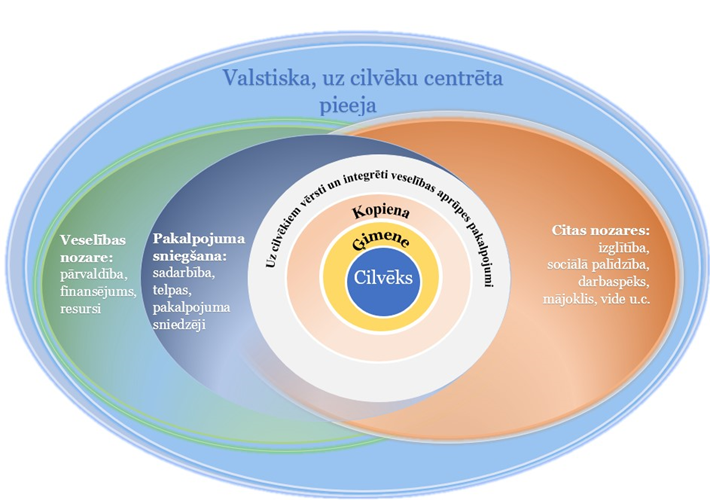 Valstiska, uz cilvēku centrēta
pieeja
Veselības
nozare:
pārvaldība,
finansējums,
resursi
Pakalpojuma
sniegšana:
sadarbība,
telpas,
pakalpojuma
sniedzēji
Uz cilvēkiem vērsti un integrēti veselības aprūpes pakalpojumi
Kopiena
Ģimene
Cilvēks
Citas nozares:
izglītība,
sociālā palīdzība,
darbaspēks,
mājoklis, vide u.c.